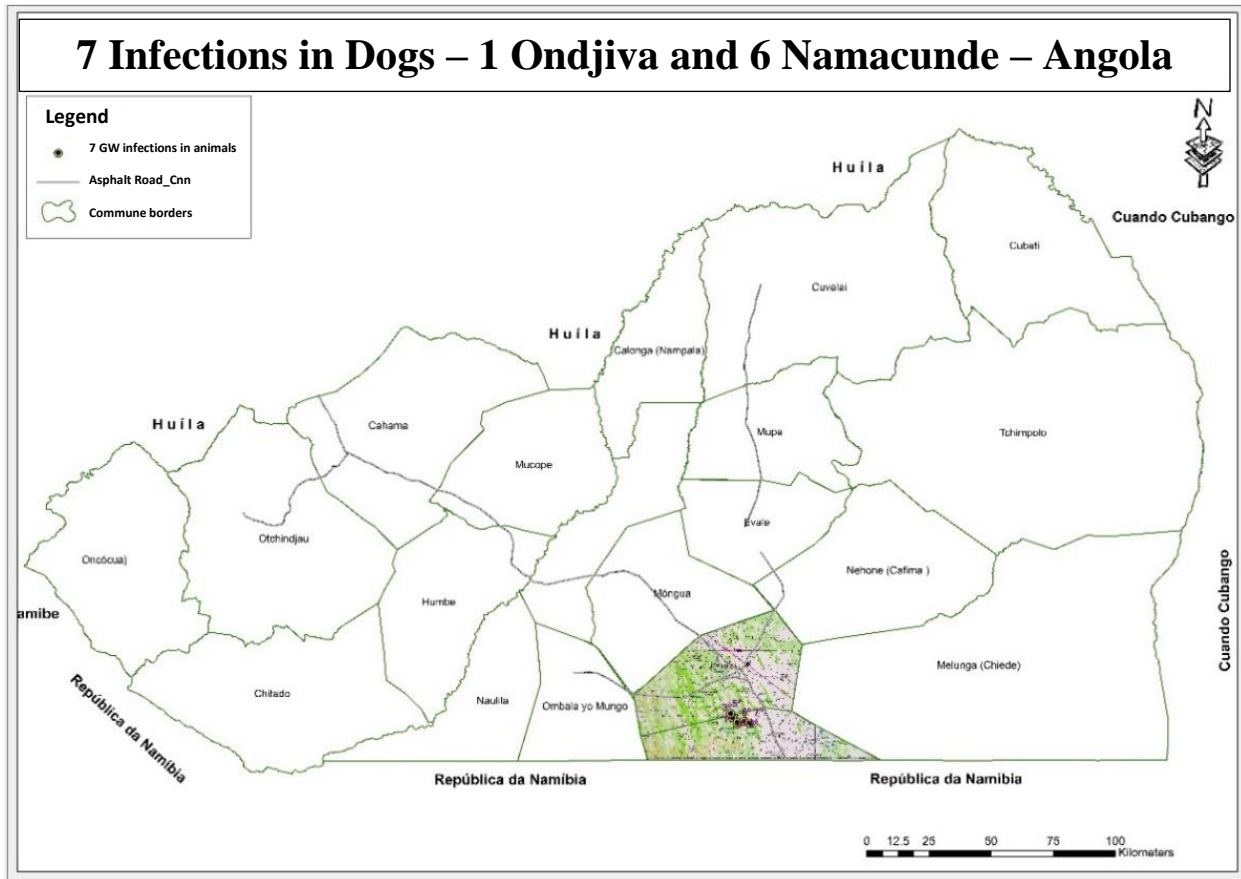 7 Infections in Dogs – 1 Ondjiva and 6 Namacunde – Angola
Legend
7 GW infections in animals
Asphalt Road_Cnn
Commune borders
N
Huíla
Cuando Cubango
Cubati
Cuvelai
Huíla
Calonga (Nampala)
Huíla
Cahama
Mupa
Tchimpolo
Mucope
Evale
Otchindjau
Oncócua)
Nehone (Cafima )
Móngua
Humbe
amibe
Cuando Cubango
Melunga (Chiede)
Chitado
Naulila
Ombala yo Mungo
República da Namíbia
República da Namíbia
República da Namibia
0 12.5 25 50 75 100
Kilometers